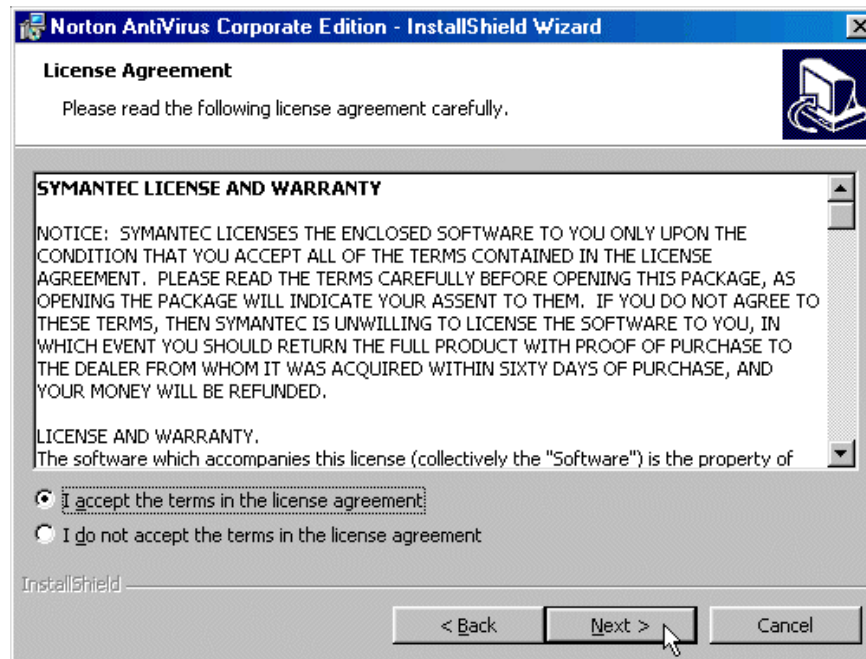 Norton AntiVirus Corporate Edition - InstallShield Wizard
License Agreement
Please read the following license agreement carefully.
SYMANTEC LICENSE AND WARRANTY
NOTICE:  SYMANTEC LICENSES THE ENCLOSED SOFTWARE TO YOU ONLY UPON THE
CONDITION THAT YOU ACCEPT ALL OF THE TERMS CONTAINED IN THE LICENSE
AGREEMENT.  PLEASE READ THE TERMS CAREFULLY BEFORE OPENING THIS PACKAGE, AS
OPENING THE PACKAGE WILL INDICATE YOUR ASSENT TO THEM.  IF YOU DO NOT AGREE TO
THESE TERMS, THEN SYMANTEC IS UNWILLING TO LICENSE THE SOFTWARE TO YOU, IN
WHICH EVENT YOU SHOULD RETURN THE FULL PRODUCT WITH PROOF OF PURCHASE TO
THE DEALER FROM WHOM IT WAS ACQUIRED WITHIN SIXTY DAYS OF PURCHASE, AND
YOUR MONEY WILL BE REFUNDED.
LICENSE AND WARRANTY.
The software which accompanies this license (collectively the "Software") is the property of
I accept the terms in the license agreement
I do not accept the terms in the license agreement
InstallShield
< Back Next > Cancel